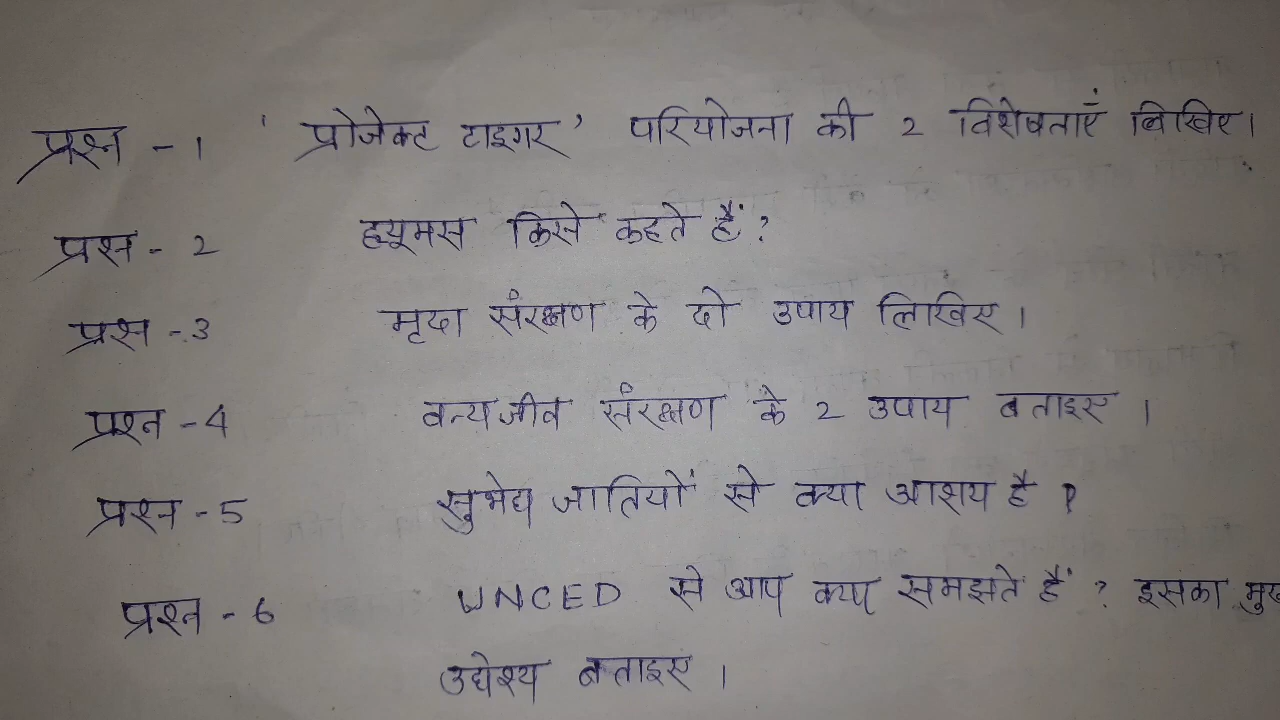 प्रश्न - 1 ' प्रोजेक्ट टाइगर ' परियोजना की 2 विशेषताएं लिखिए।
प्रश्न - 2 ह्यूमस किसे कहते हैं ?
प्रश्न - 3 मृदा संरक्षण के दो उपाय लिखिए ।
प्रश्न - 4 वन्यजीव संरक्षण के 2 उपाय बताइए ।
प्रश्न - 5 सुभेद्य जातियों से क्या आशय है ?
प्रश्न - 6 UNCED से आप क्या समझते हैं ? इसका
उद्येश्य बताइए ।